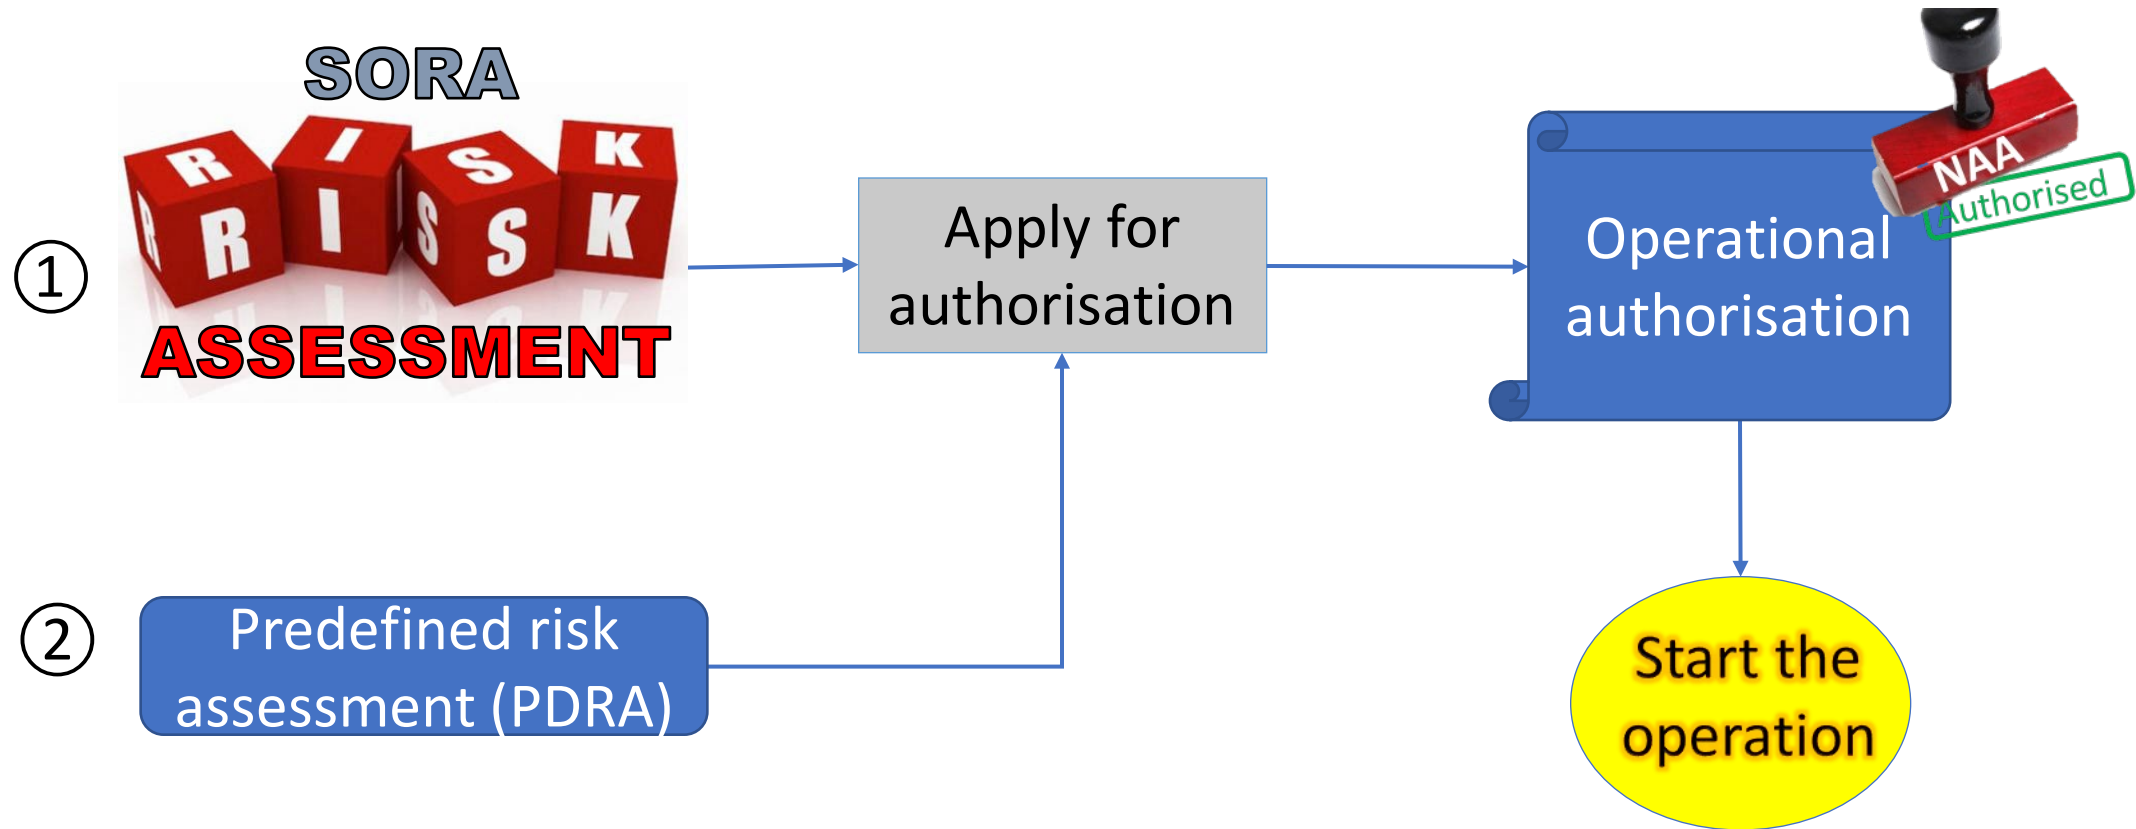 SORA
R I S K
R R I S S K K
ASSESSMENT
①
Apply for
authorisation
NAA
Authorised
Operational
authorisation
②
Predefined risk
assessment (PDRA)
Start the
operation